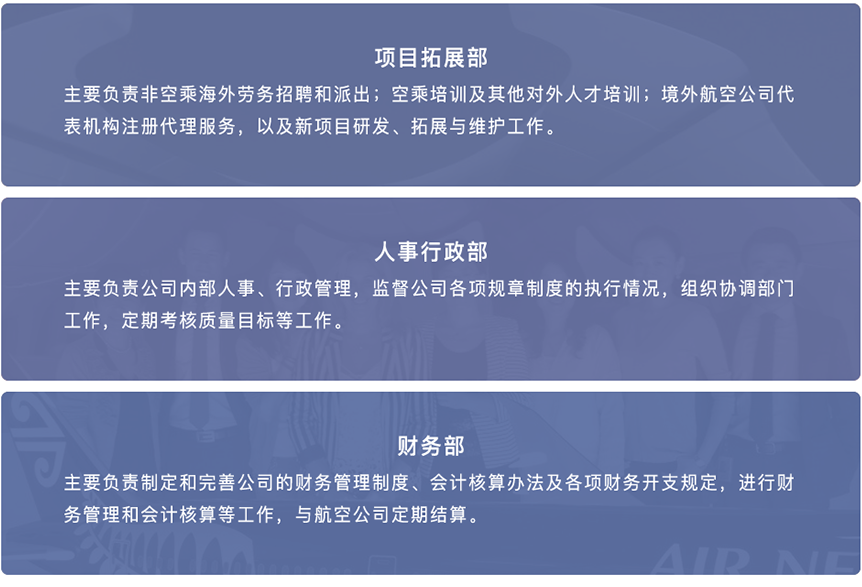 项目拓展部
主要负责非空乘海外劳务招聘和派出；空乘培训及其他对外人才培训；境外航空公司代
表机构注册代理服务，以及新项目研发、拓展与维护工作。
人事行政部
主要负责公司内部人事、行政管理，监督公司各项规章制度的执行情况，组织协调部门
工作，定期考核质量目标等工作。
财务部
主要负责制定和完善公司的财务管理制度、会计核算办法及各项财务开支规定，进行财
务管理和会计核算等工作，与航空公司定期结算。
AIR NE